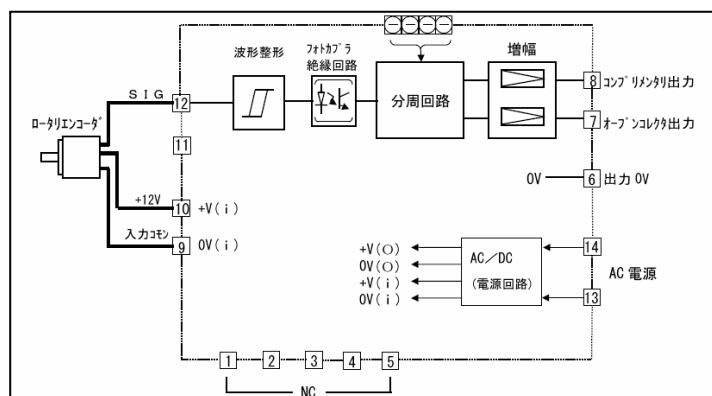 波形整形
ﾌｫﾄｶﾌﾟﾗ
絶縁回路
増幅
分周回路
SIG
12
11
ﾛｰﾀﾘｴﾝｺｰﾀﾞ
+12V
10
+V(i)
入力ｺﾓﾝ
9
0V(i)
8
ｺﾝﾌﾟﾘﾒﾝﾀﾘ出力
7
ｵｰﾌﾟﾝｺﾚｸﾀ出力
0V
6
出力 0V
+V(O)
0V(O)
+V(i)
0V(i)
AC/DC
(電源回路)
14
AC 電源
13
1
2
3
4
5
NC